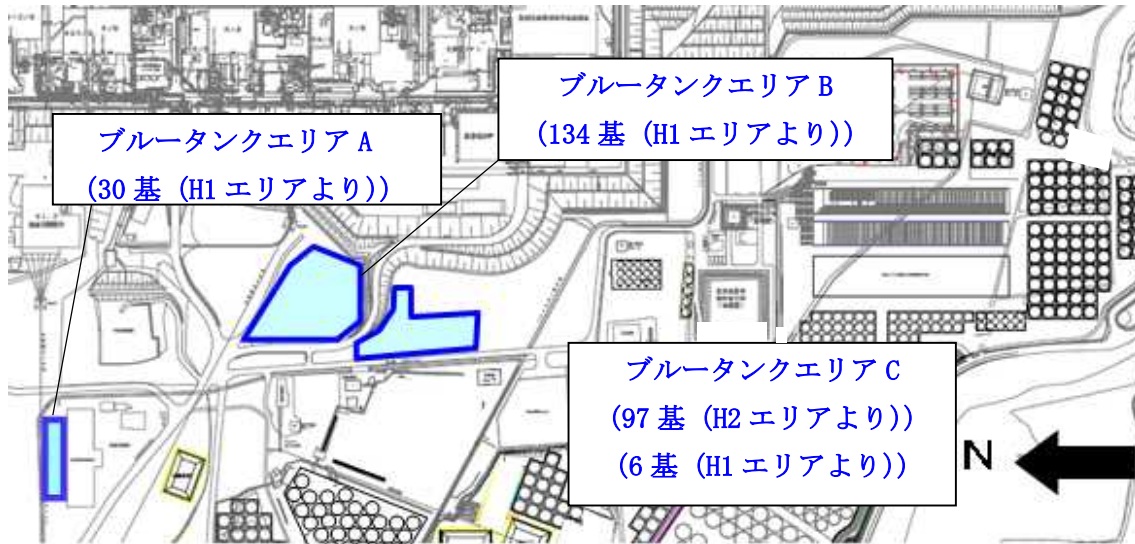 ブルータンクエリア A
(30 基 (H1 エリアより))
ブルータンクエリア B
(134 基 (H1 エリアより))
ブルータンクエリア C
(97 基 (H2 エリアより))
(6 基 (H1 エリアより))
N